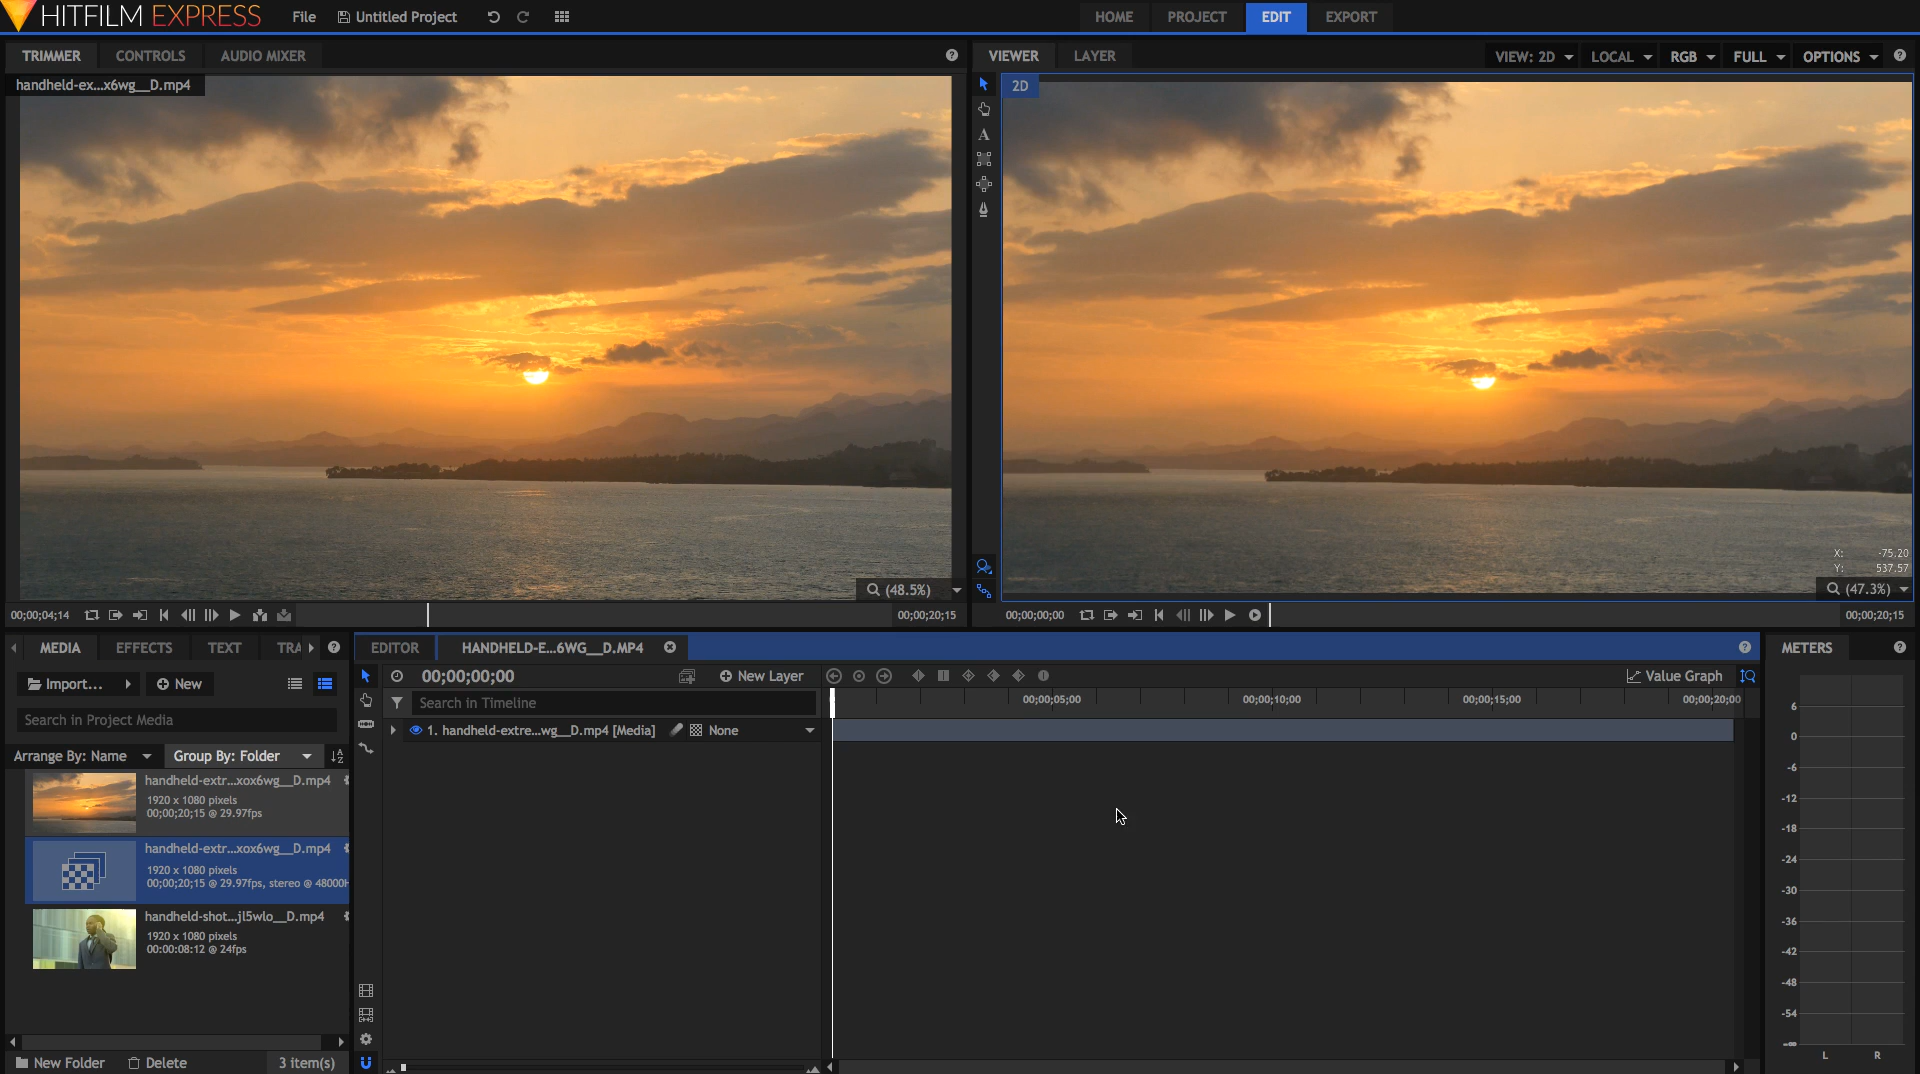 HITFILM EXPRESS
File
Untitled Project
HOME
PROJECT
EDIT
EXPORT
TRIMMER
CONTROLS
AUDIO MIXER
VIEWER
LAYER
VIEW: 2D
LOCAL
RGB
FULL
OPTIONS
handheld-ex...x6wg__D.mp4
2D
A
X: -75.20
Y: 537.57
(48.5%)
(47.3%)
00;00;04;14
00;00;20;15
00;00;00;00
00;00;20;15
MEDIA
EFFECTS
TEXT
TRA
EDITOR
HANDHELD-E...6WG__D.MP4
METERS
Import...
New
00;00;00;00
New Layer
Value Graph
Search in Project Media
Search in Timeline
00;00;05;00
00;00;10;00
00;00;15;00
00;00;20;00
Arrange By: Name
Group By: Folder
1. handheld-extre...wg__D.mp4 [Media]
None
handheld-extr...xox6wg__D.mp4
1920 x 1080 pixels
00;00;20;15 @ 29.97fps
handheld-extr...xox6wg__D.mp4
1920 x 1080 pixels
00;00;20;15 @ 29.97fps, stereo @ 48000H
handheld-shot...jl5wlo__D.mp4
1920 x 1080 pixels
00:00:08:12 @ 24fps
6
0
-6
-12
-18
-24
-30
-36
-42
-48
-54
-∞
L
R
New Folder
Delete
3 item(s)